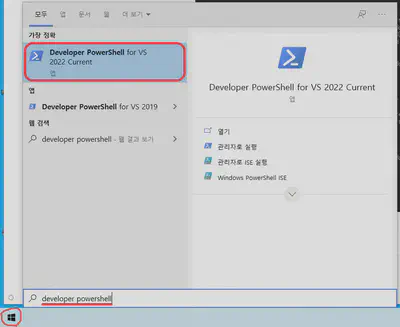 모두 앱 문서 웹 더 보기
가장 정확
Developer PowerShell for VS
2022 Current
앱
앱
Developer PowerShell for VS 2019
웹 검색
developer powershell - 웹 결과 보기
Developer PowerShell for VS 2022 Current
앱
열기
관리자로 실행
관리자로 ISE 실행
Windows PowerShell ISE
developer powershell